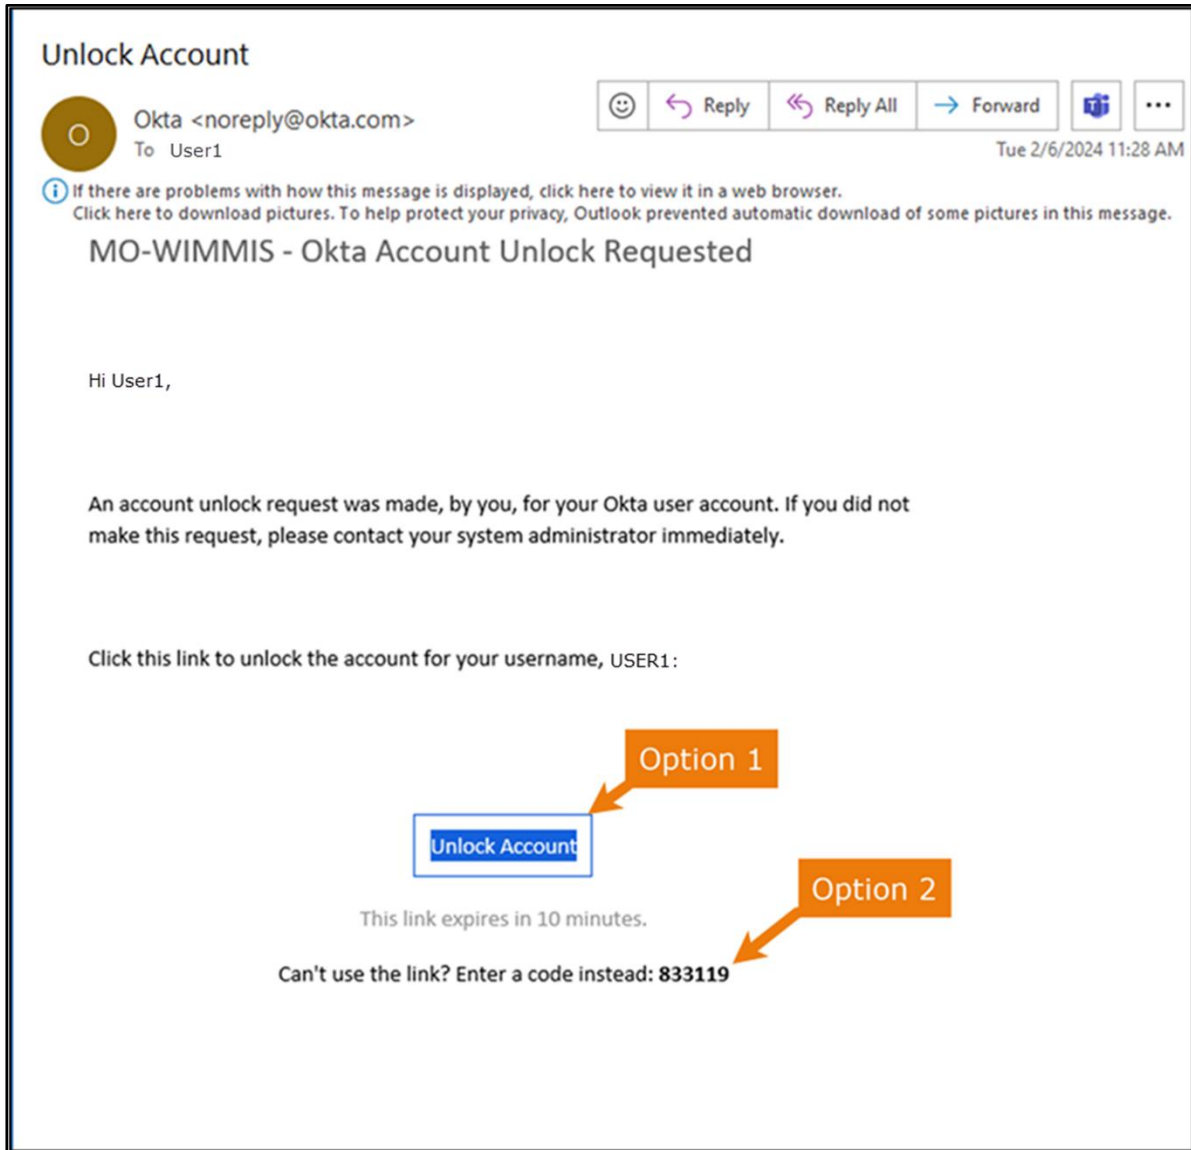 Unlock Account
O
Okta <noreply@okta.com>
To User1
Reply
Reply All
Forward
Tue 2/6/2024 11:28 AM
If there are problems with how this message is displayed, click here to view it in a web browser.
Click here to download pictures. To help protect your privacy, Outlook prevented automatic download of some pictures in this message.
MO-WIMMIS - Okta Account Unlock Requested
Hi User1,
An account unlock request was made, by you, for your Okta user account. If you did not
make this request, please contact your system administrator immediately.
Click this link to unlock the account for your username, USER1:
Option 1
Unlock Account
Option 2
This link expires in 10 minutes.
Can't use the link? Enter a code instead: 833119